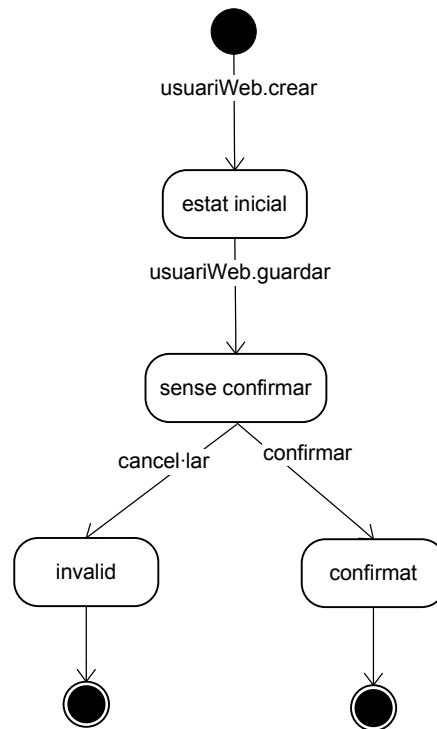 usuariWeb.crear
estat inicial
usuariWeb.guardar
sense confirmar
cancel·lar
confirmar
invalid
confirmat